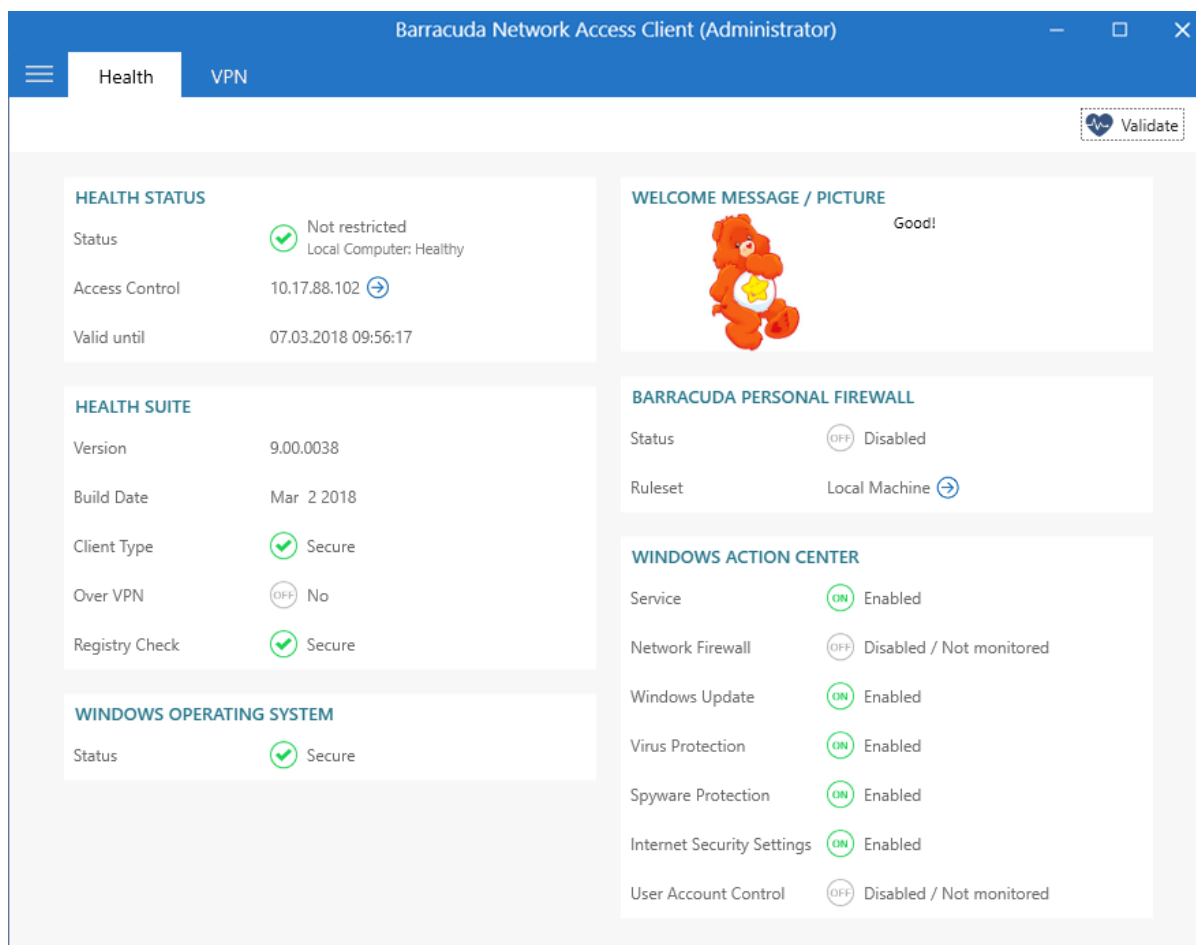 Barracuda Network Access Client (Administrator)
Health VPN
Validate
HEALTH STATUS
Status Not restricted
Local Computer: Healthy
Access Control 10.17.88.102
Valid until 07.03.2018 09:56:17
HEALTH SUITE
Version 9.00.0038
Build Date Mar 2 2018
Client Type Secure
Over VPN OFF No
Registry Check Secure
WINDOWS OPERATING SYSTEM
Status Secure
WELCOME MESSAGE / PICTURE
Good!
BARRACUDA PERSONAL FIREWALL
Status OFF Disabled
Ruleset Local Machine
WINDOWS ACTION CENTER
Service ON Enabled
Network Firewall OFF Disabled / Not monitored
Windows Update ON Enabled
Virus Protection ON Enabled
Spyware Protection ON Enabled
Internet Security Settings ON Enabled
User Account Control OFF Disabled / Not monitored